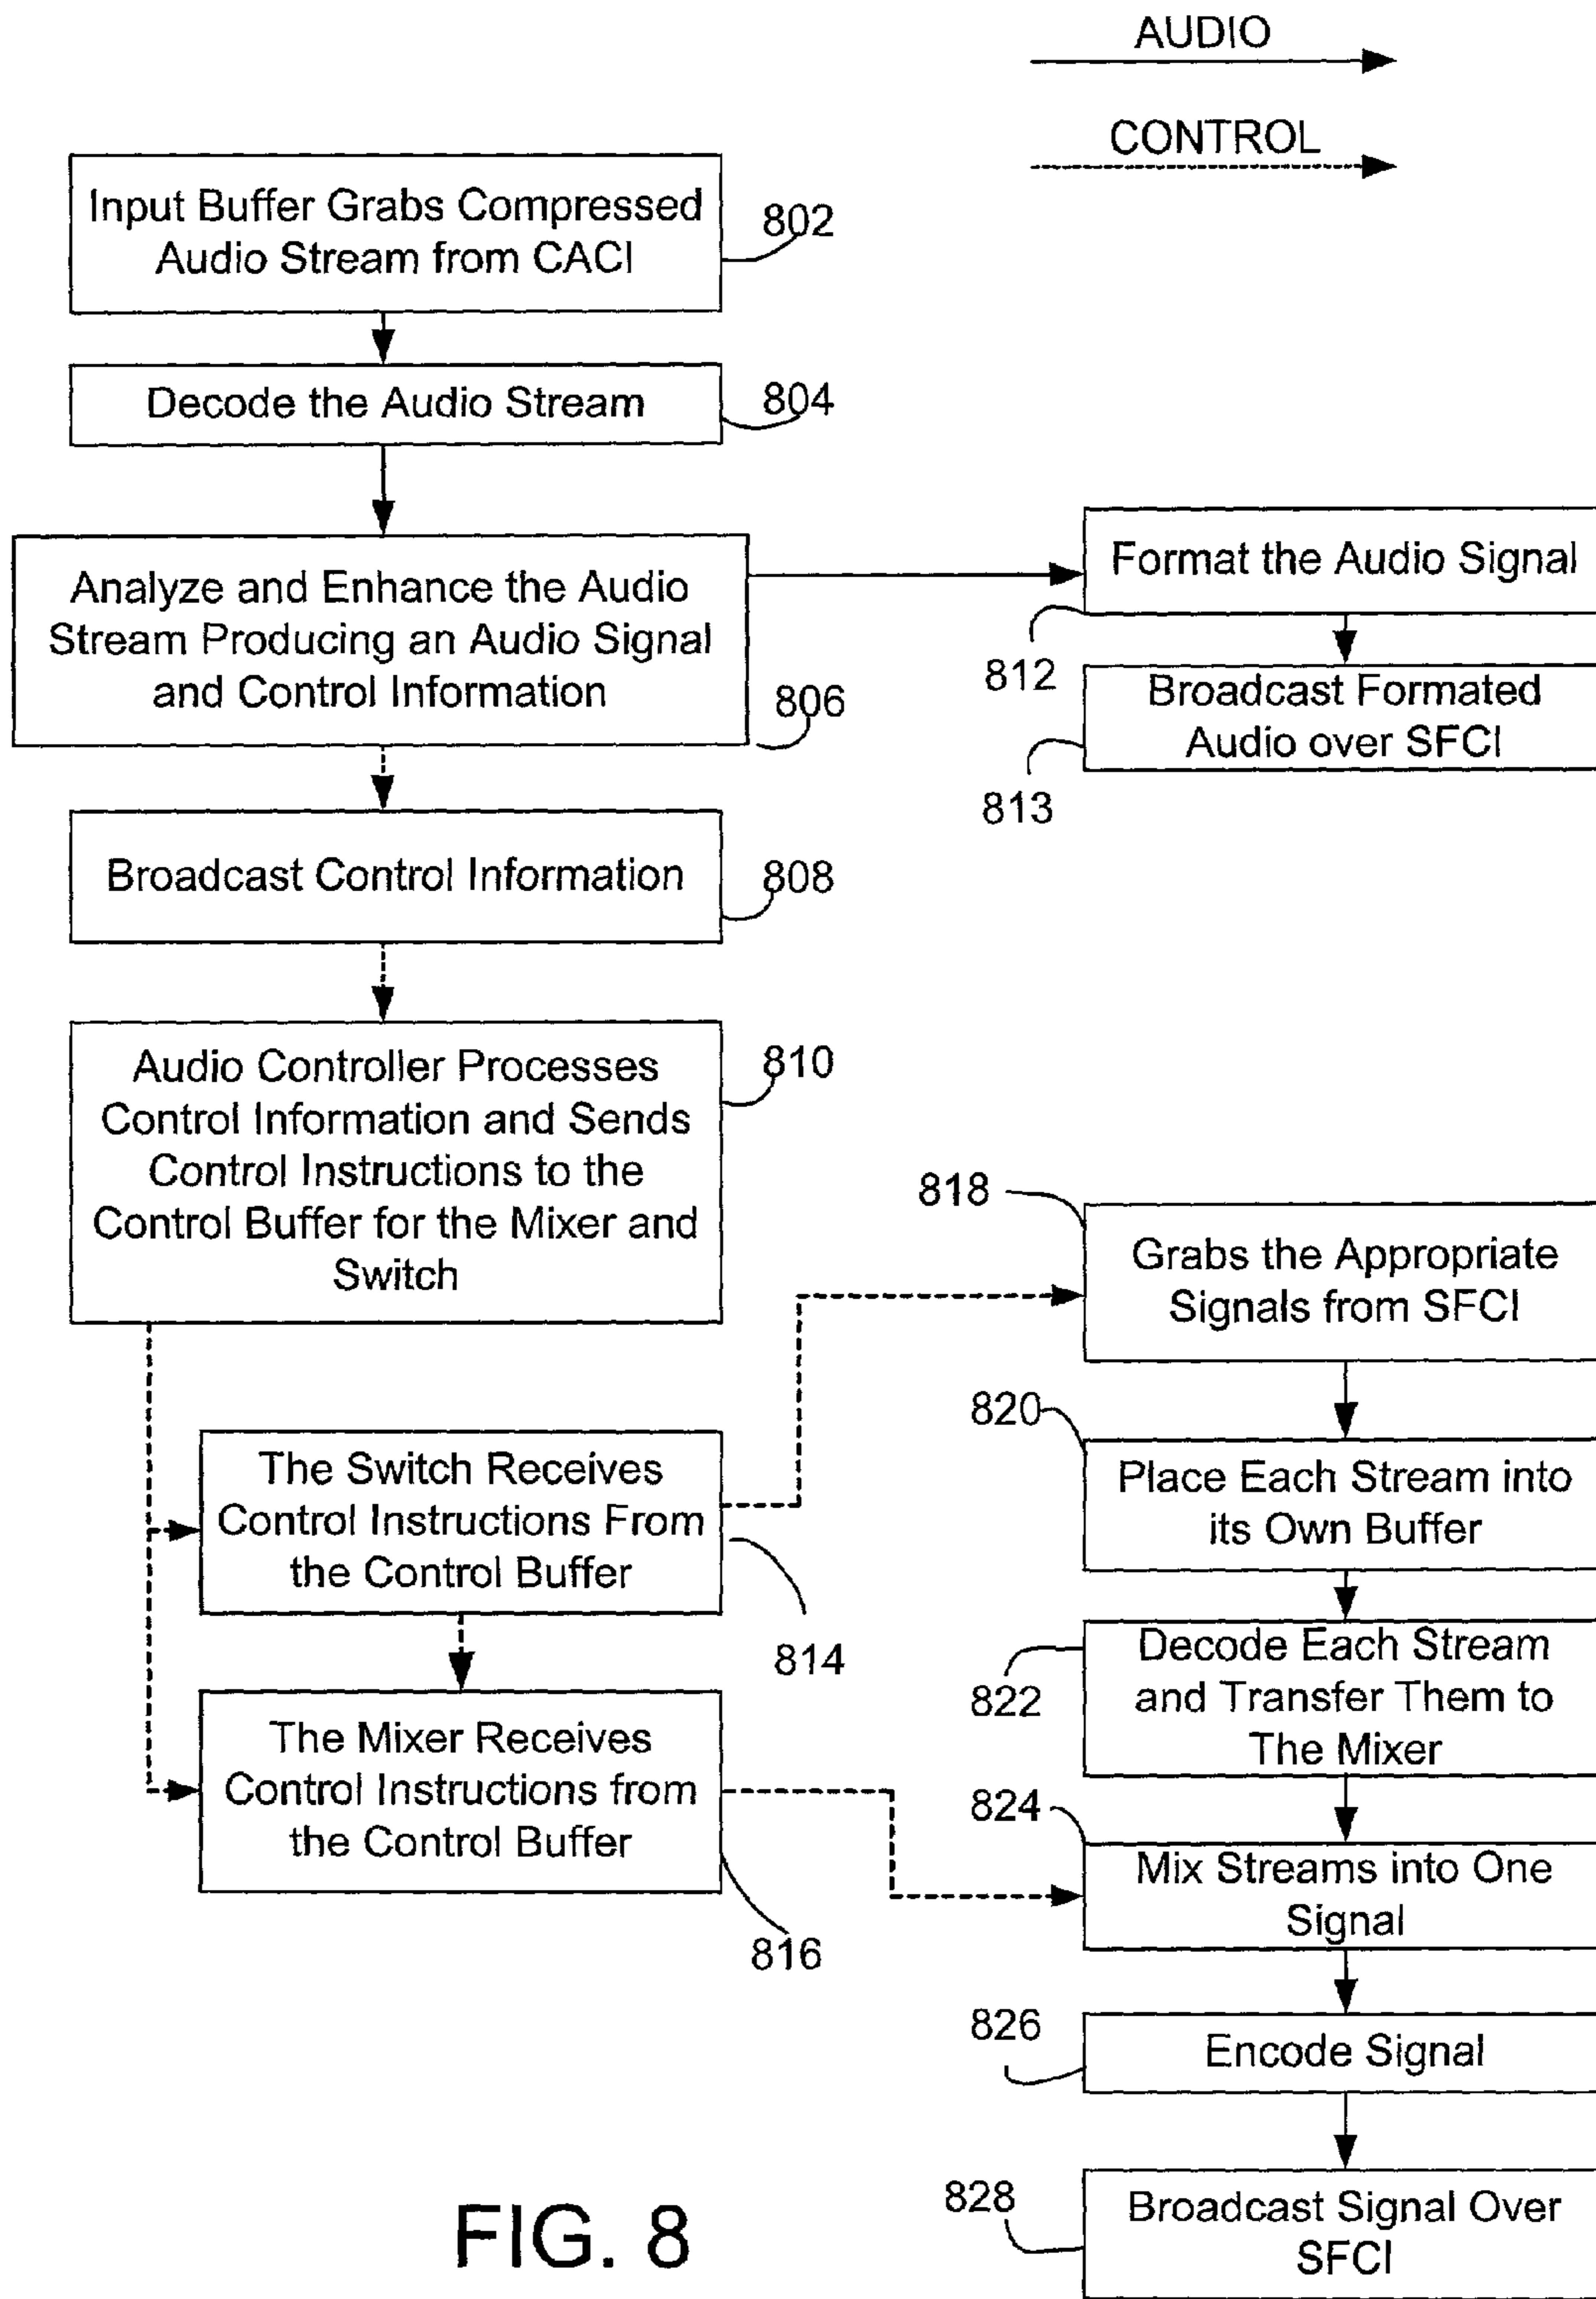 AUDIO
CONTROL
Input Buffer Grabs Compressed
Audio Stream from CACI
802
Decode the Audio Stream
804
Analyze and Enhance the Audio
Stream Producing an Audio Signal
and Control Information
806
Format the Audio Signal
812
Broadcast Formated
Audio over SFCI
813
Broadcast Control Information
808
Audio Controller Processes
Control Information and Sends
Control Instructions to the
Control Buffer for the Mixer and
Switch
810
The Switch Receives
Control Instructions From
the Control Buffer
814
The Mixer Receives
Control Instructions from
the Control Buffer
816
818
Grabs the Appropriate
Signals from SFCI
820
Place Each Stream into
its Own Buffer
822
Decode Each Stream
and Transfer Them to
The Mixer
824
Mix Streams into One
Signal
826
Encode Signal
828
Broadcast Signal Over
SFCI
FIG. 8